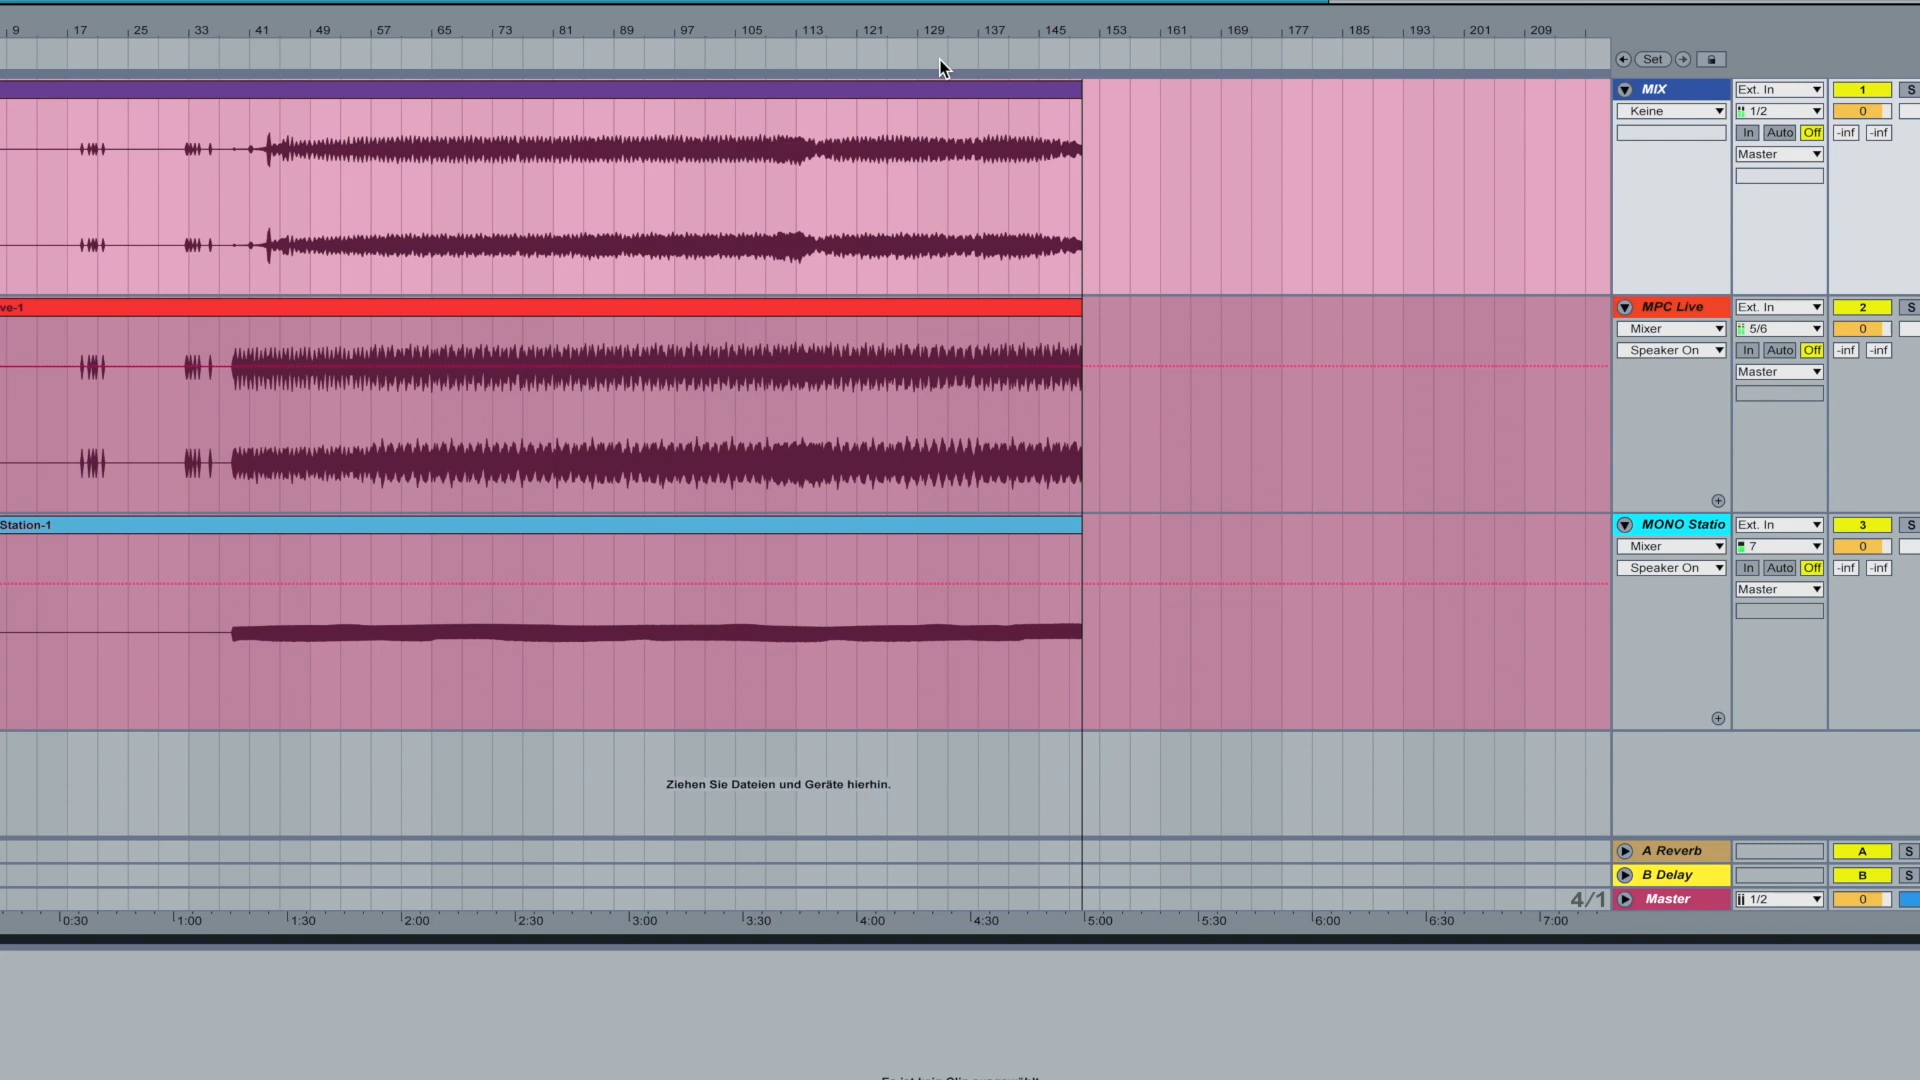 9 17 25 33 41 49 57 65 73 81 89 97 105 113 121 129 137 145 153 161 169 177 185 193 201 209
Set
MIX Ext. In 1 S
Keine 1/2 0
In Auto Off -inf -inf
Master
ve-1 MPC Live Ext. In 2 S
Mixer 5/6 0
Speaker On In Auto Off -inf -inf
Master
Station-1 MONO Statio Ext. In 3 S
Mixer 7 0
Speaker On In Auto Off -inf -inf
Master
Ziehen Sie Dateien und Geräte hierhin.
A Reverb A S
B Delay B S
4/1 Master 1/2 0
0:30 1:00 1:30 2:00 2:30 3:00 3:30 4:00 4:30 5:00 5:30 6:00 6:30 7:00